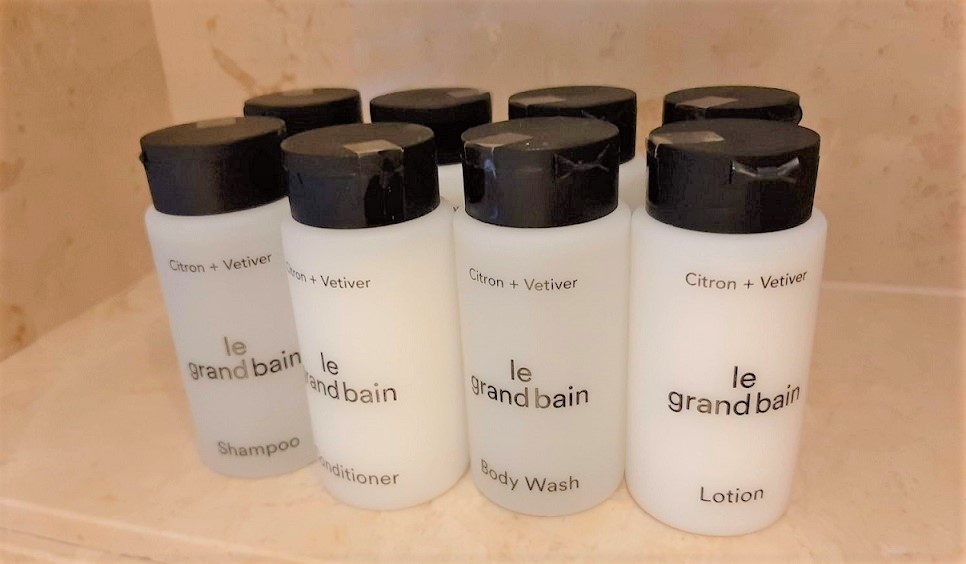 Citron + Vetiver
le
grand bain
Shampoo
Citron + Vetiver
le
grand bain
Conditioner
Citron + Vetiver
le
grand bain
Body Wash
Citron + Vetiver
le
grand bain
Lotion